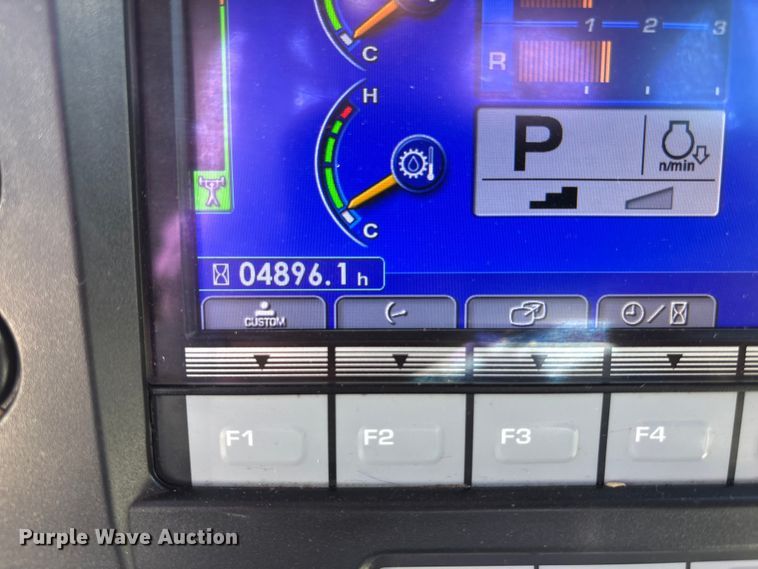 C
1 2 3
R
H
P
n/min
C
04896.1 h
CUSTOM
F1 F2 F3 F4
Purple Wave Auction